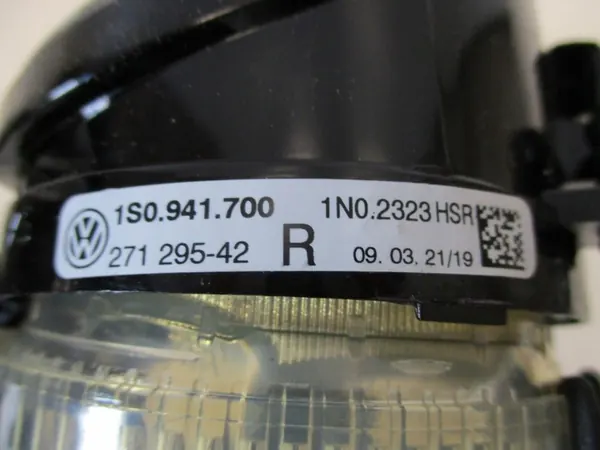 1S0.941.700 1N0.2323 HSR
271 295-42 R 09. 03. 21/19